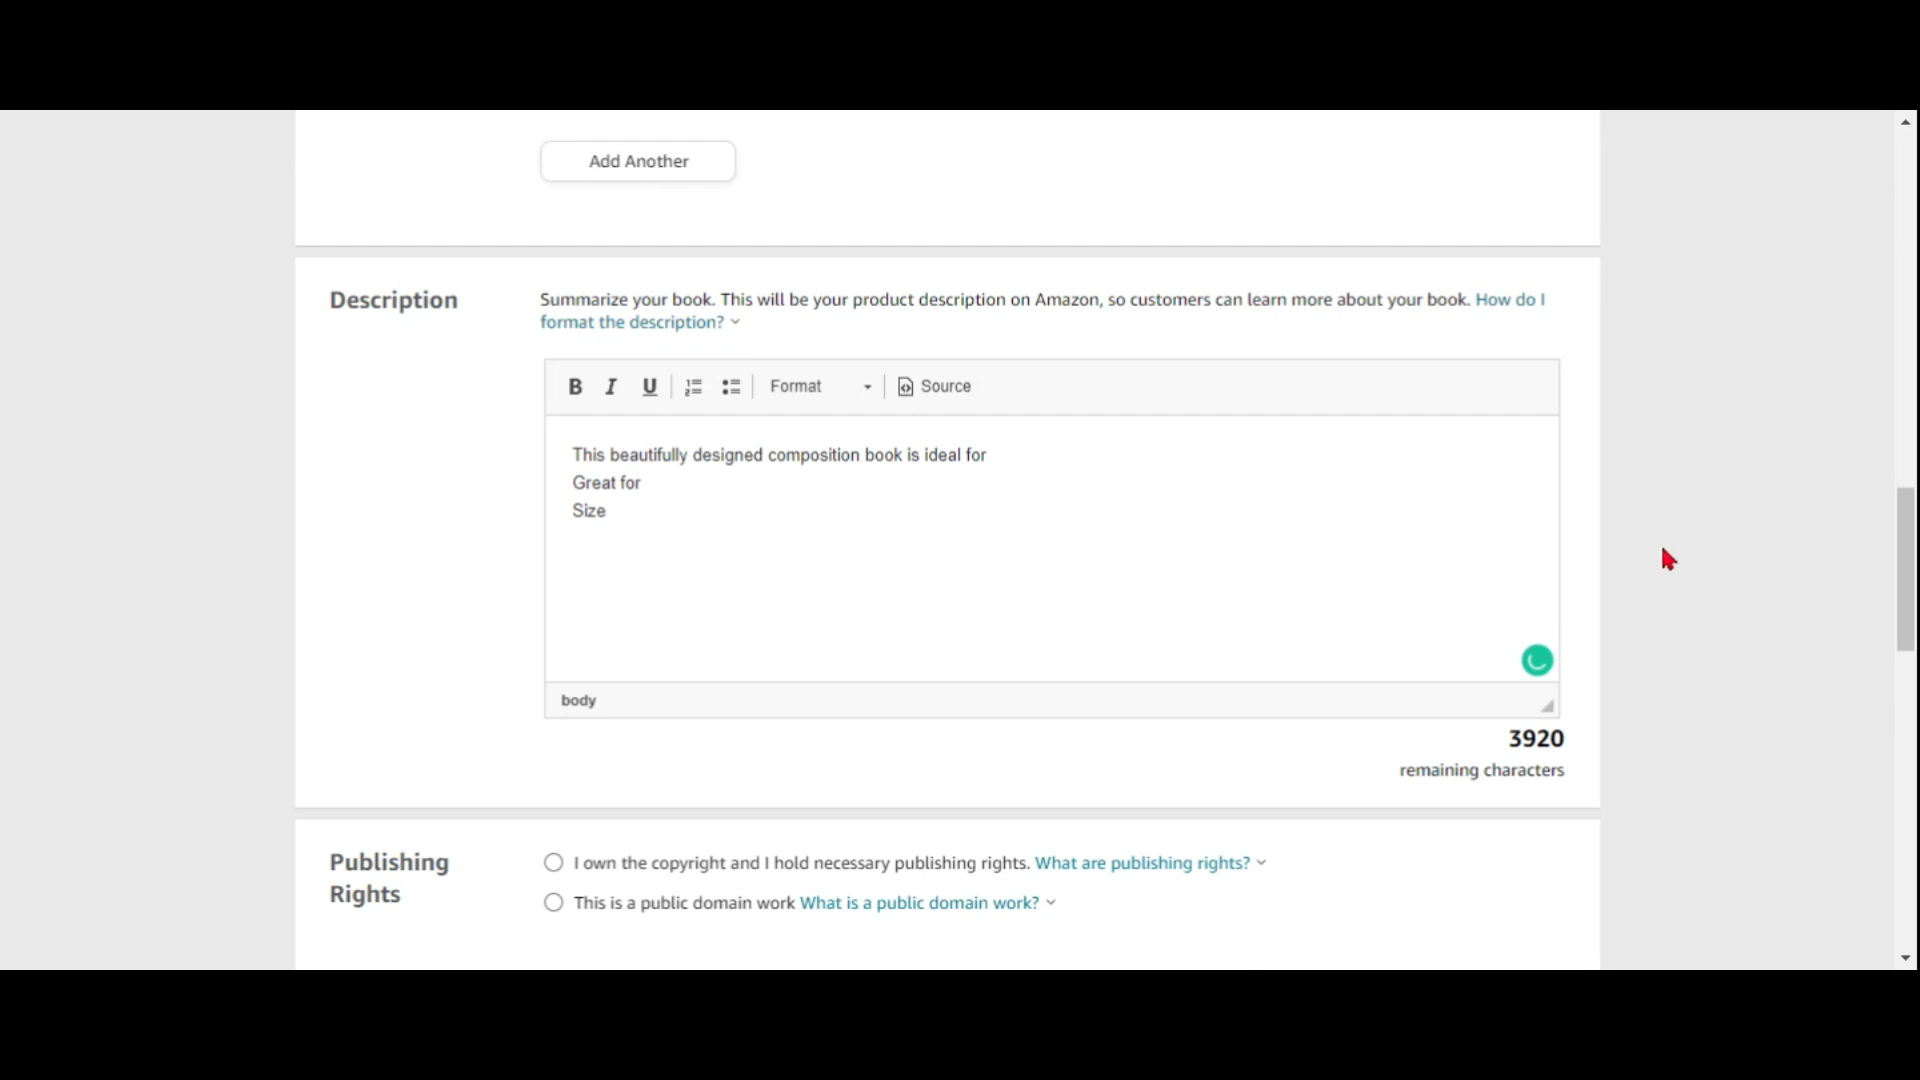 Add Another
Description
Summarize your book. This will be your product description on Amazon, so customers can learn more about your book. How do I
format the description?
B I U Format Source
This beautifully designed composition book is ideal for
Great for
Size
body
3920
remaining characters
Publishing
Rights
I own the copyright and I hold necessary publishing rights. What are publishing rights?
This is a public domain work What is a public domain work?